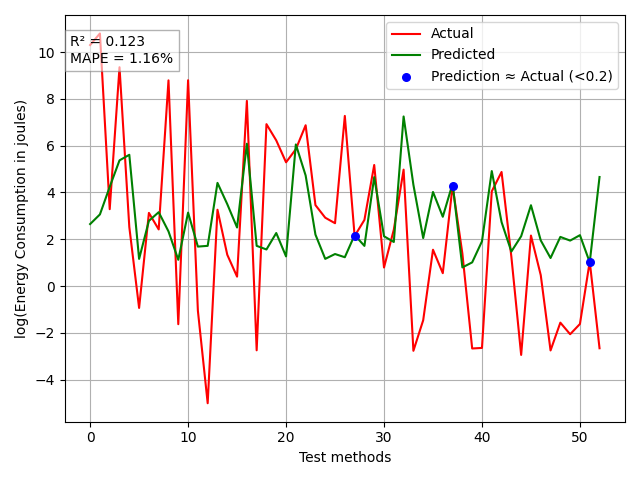 R² = 0.123
MAPE = 1.16%
Actual
Predicted
Prediction ≈ Actual (<0.2)
log(Energy Consumption in joules)
10
8
6
4
2
0
−2
−4
0
10
20
30
40
50
Test methods